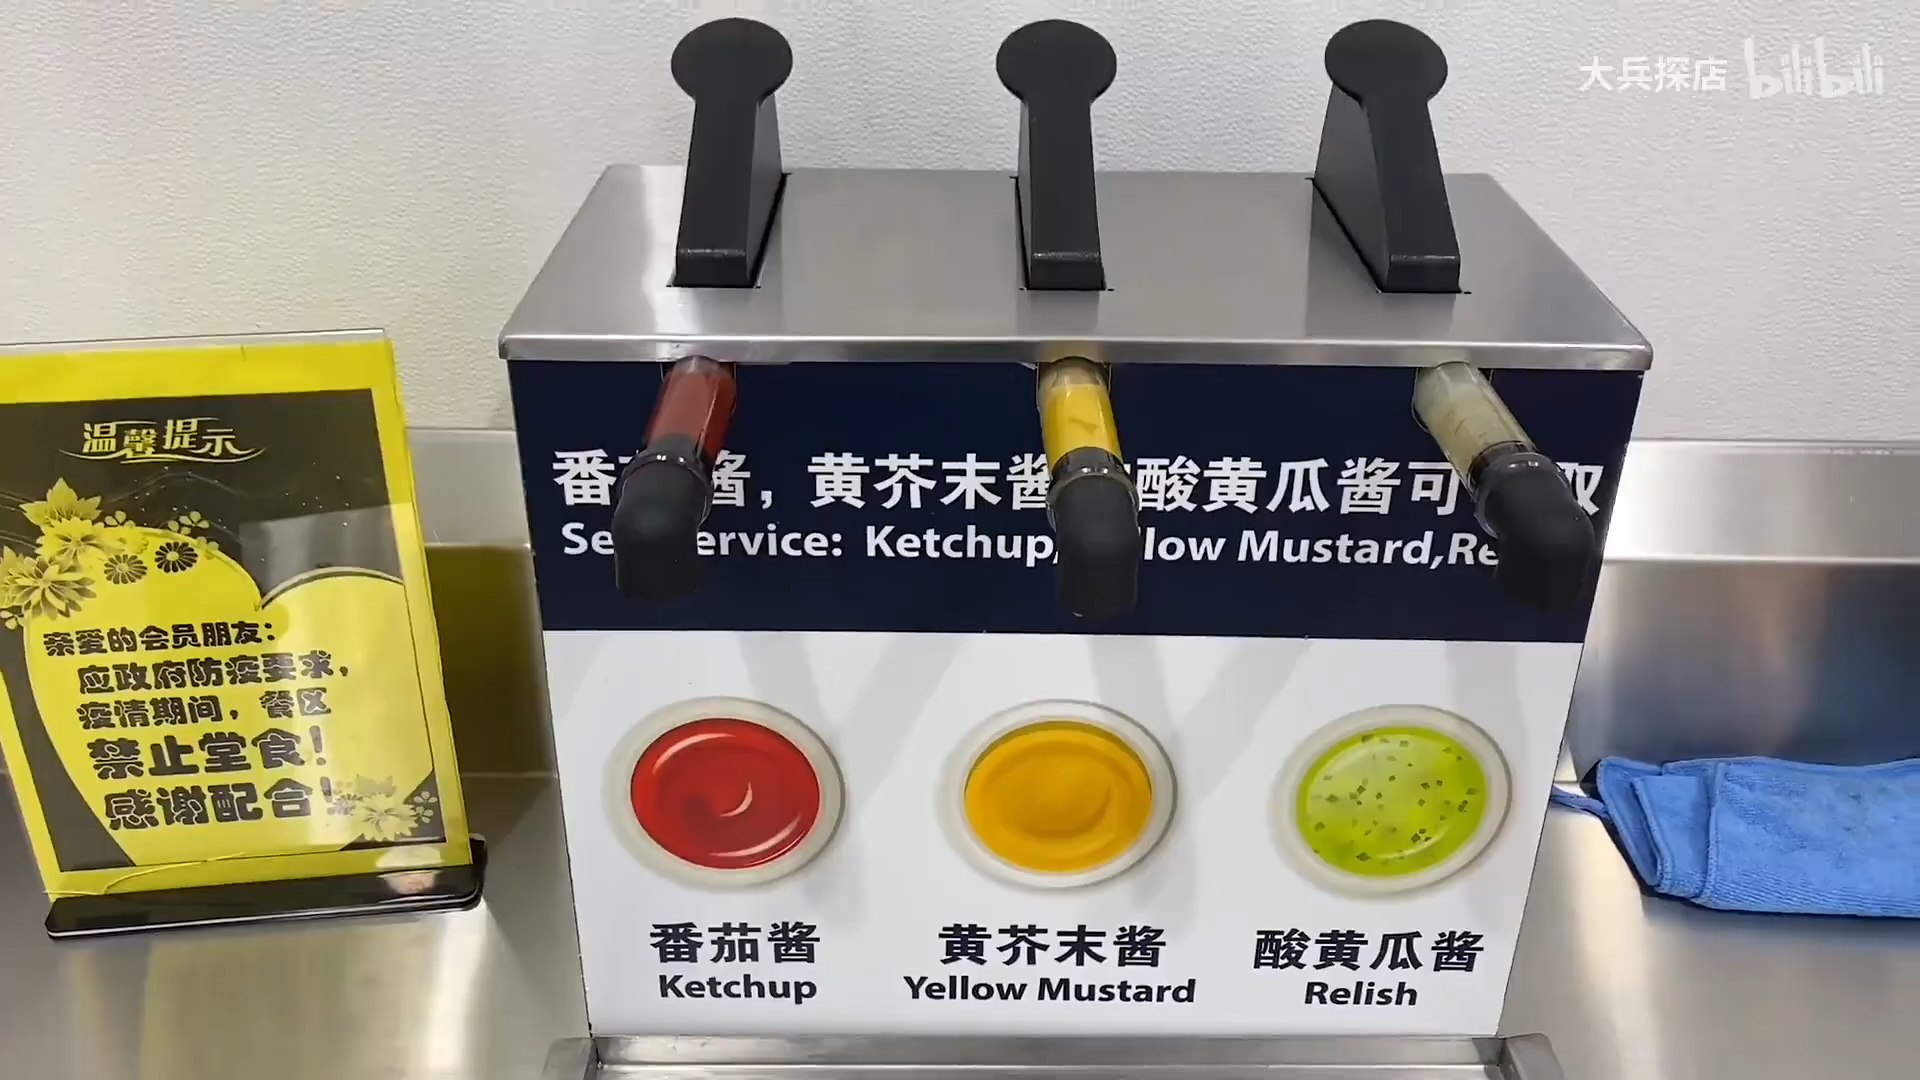 大兵探店 bilibili
温馨提示
亲爱的会员朋友：
应政府防疫要求，
疫情期间，餐区
禁止堂食！
感谢配合！
番 酱，黄芥末酱 酸黄瓜酱可 取
Se ervice: Ketchup, llow Mustard,Re
番茄酱
Ketchup
黄芥末酱
Yellow Mustard
酸黄瓜酱
Relish